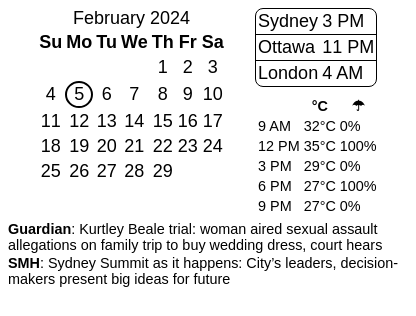 February 2024
Su Mo Tu We Th Fr Sa
1 2 3
4 5 6 7 8 9 10
11 12 13 14 15 16 17
18 19 20 21 22 23 24
25 26 27 28 29
Sydney 3 PM
Ottawa 11 PM
London 4 AM
°C ☂
9 AM 32°C 0%
12 PM 35°C 100%
3 PM 29°C 0%
6 PM 27°C 100%
9 PM 27°C 0%
Guardian: Kurtley Beale trial: woman aired sexual assault
allegations on family trip to buy wedding dress, court hears
SMH: Sydney Summit as it happens: City’s leaders, decision-
makers present big ideas for future